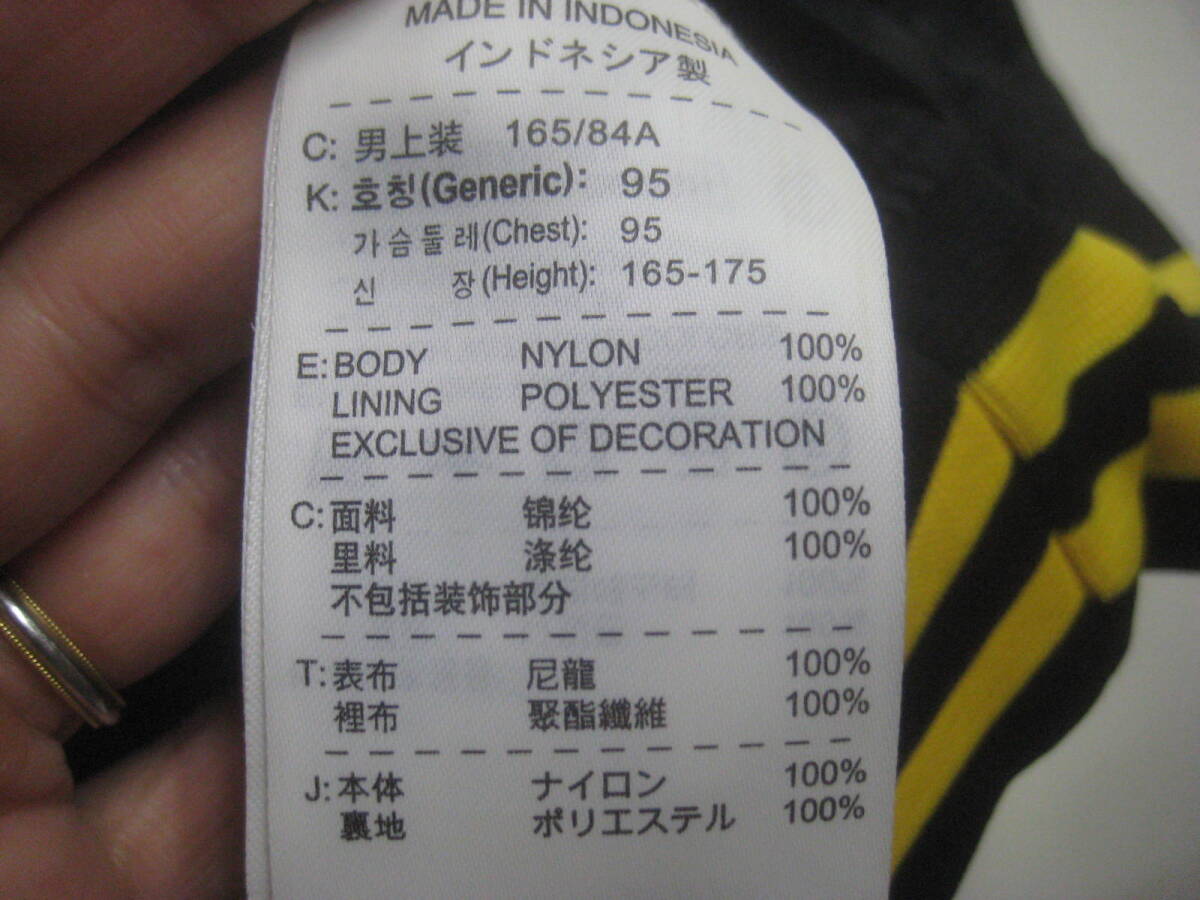 MADE IN INDONESIA
インドネシア製
C: 男上装 165/84A
K: 호칭(Generic): 95
가슴둘레(Chest): 95
신 장(Height): 165-175
E: BODY NYLON 100%
LINING POLYESTER 100%
EXCLUSIVE OF DECORATION
C: 面料 锦纶 100%
里料 涤纶 100%
不包括装饰部分
T: 表布 尼龍 100%
裡布 聚酯纖維 100%
J: 本体 ナイロン 100%
裏地 ポリエステル 100%